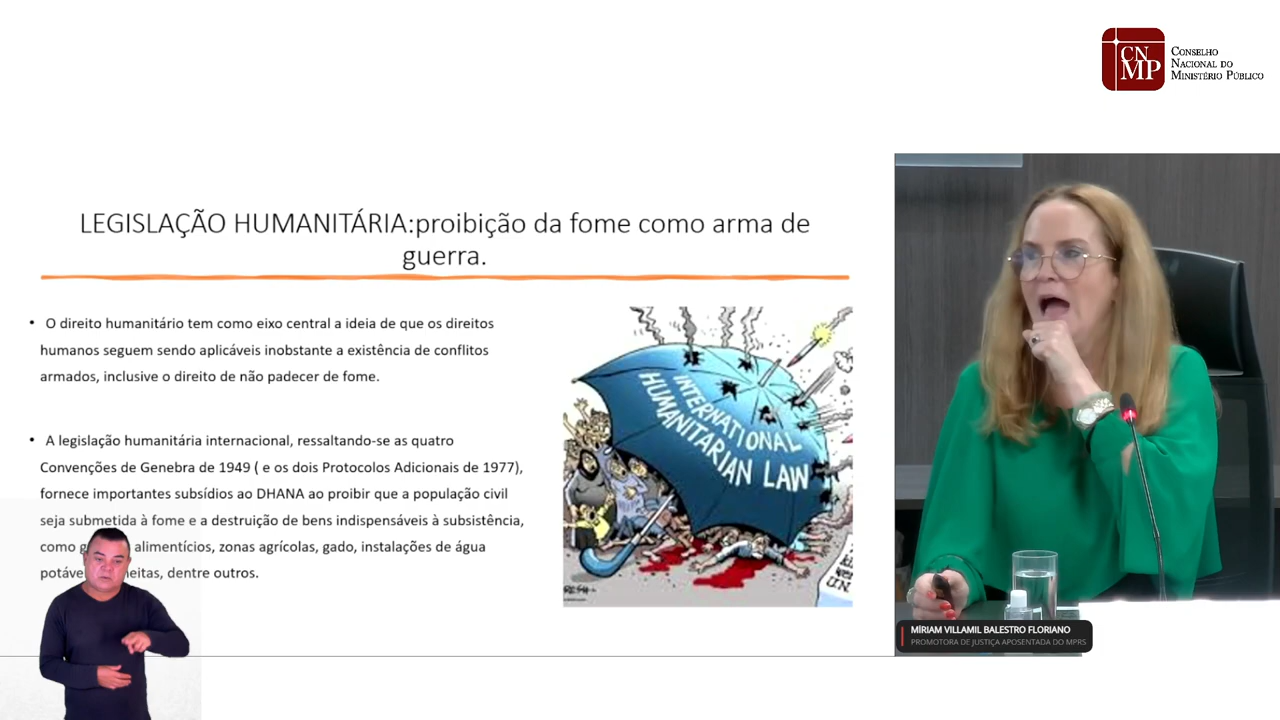 CN
MP
CONSELHO
NACIONAL DO
MINISTÉRIO PÚBLICO
LEGISLAÇÃO HUMANITÁRIA:proibição da fome como arma de
guerra.
• O direito humanitário tem como eixo central a ideia de que os direitos
humanos seguem sendo aplicáveis inobstante a existência de conflitos
armados, inclusive o direito de não padecer de fome.
• A legislação humanitária internacional, ressaltando-se as quatro
Convenções de Genebra de 1949 ( e os dois Protocolos Adicionais de 1977),
fornece importantes subsídios ao DHANA ao proibir que a população civil
seja submetida à fome e a destruição de bens indispensáveis à subsistência,
como alimentícios, zonas agrícolas, gado, instalações de água
dentre outros.
INTERNATIONAL
HUMANITARIAN LAW
U.N.
MÍRIAM VILLAMIL BALESTRO FLORIANO
PROMOTORA DE JUSTIÇA APOSENTADA DO MPRS